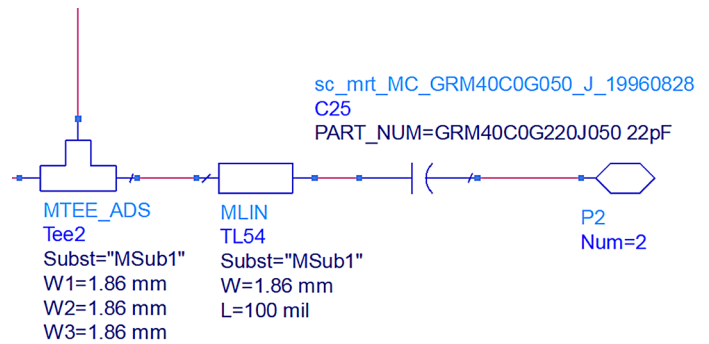 sc_mrt_MC_GRM40C0G050_J_19960828
C25
PART_NUM=GRM40C0G220J050 22pF
MTEE_ADS
Tee2
Subst="MSub1"
W1=1.86 mm
W2=1.86 mm
W3=1.86 mm
MLIN
TL54
Subst="MSub1"
W=1.86 mm
L=100 mil
P2
Num=2